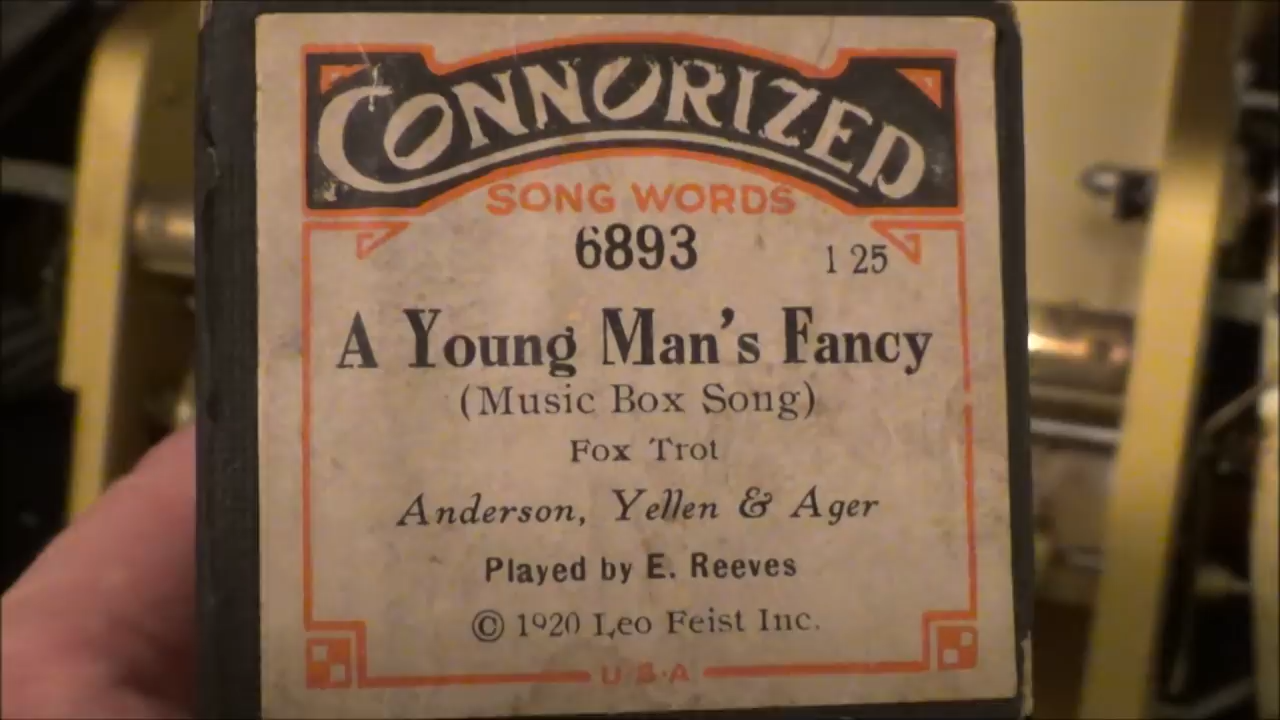 CONNORIZED
SONG WORDS
6893 1 25
A Young Man's Fancy
(Music Box Song)
Fox Trot
Anderson, Yellen & Ager
Played by E. Reeves
© 1920 Leo Feist Inc.
U·S·A